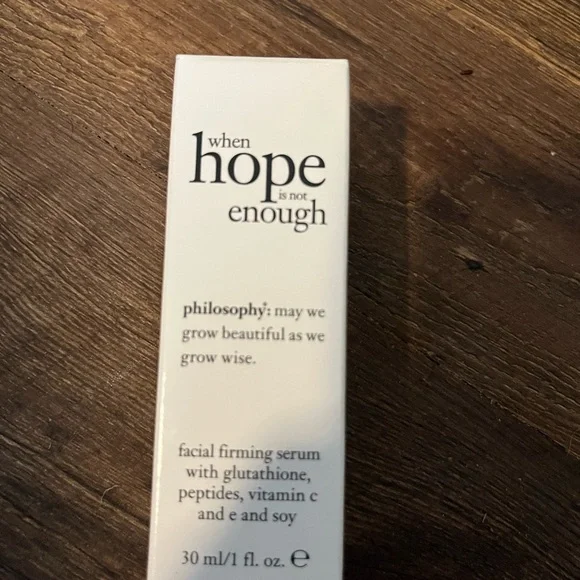 when
hope
is not
enough
philosophy®: may we
grow beautiful as we
grow wise.
facial firming serum
with glutathione,
peptides, vitamin c
and e and soy
30 ml/1 fl. oz. ℮